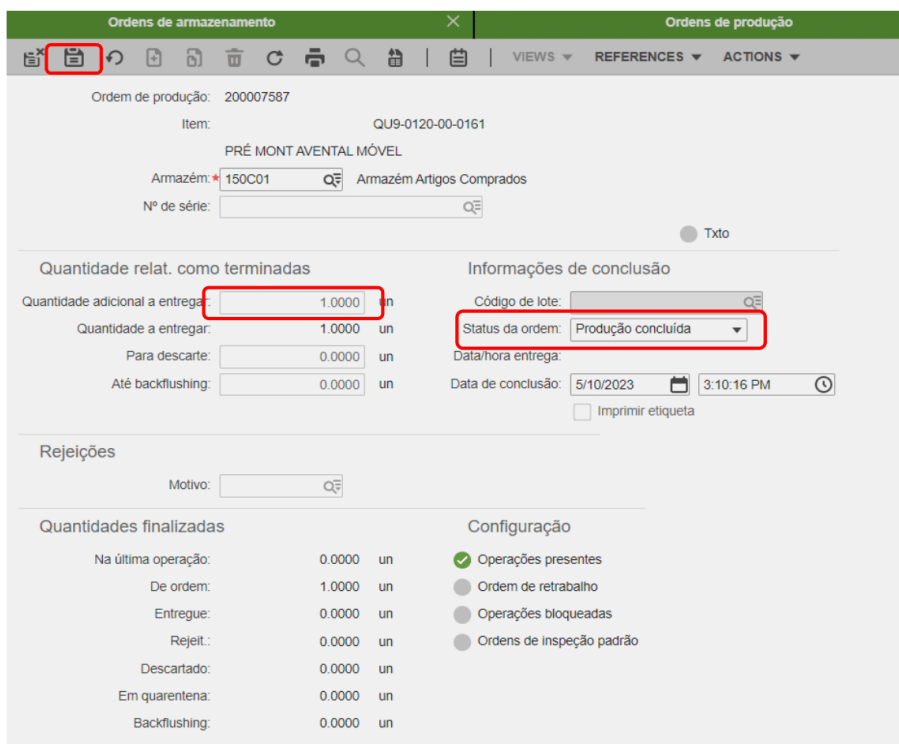 Ordens de armazenamento
Ordens de produção
VIEWS REFERENCES ACTIONS
Ordem de produção: 200007587
Item: QU9-0120-00-0161
PRÉ MONT AVENTAL MÓVEL
Armazém:* 150C01 Armazém Artigos Comprados
Nº de série:
Txto
Quantidade relat. como terminadas
Informações de conclusão
Quantidade adicional a entregar: 1.0000 un
Código de lote:
Quantidade a entregar: 1.0000 un
Status da ordem: Produção concluída
Para descarte: 0.0000 un
Data/hora entrega:
Até backflushing: 0.0000 un
Data de conclusão: 5/10/2023 3:10:16 PM
Imprimir etiqueta
Rejeições
Motivo:
Quantidades finalizadas
Configuração
Na última operação: 0.0000 un
Operações presentes
De ordem: 1.0000 un
Ordem de retrabalho
Entregue: 0.0000 un
Operações bloqueadas
Rejeit.: 0.0000 un
Ordens de inspeção padrão
Descartado: 0.0000 un
Em quarentena: 0.0000 un
Backflushing: 0.0000 un